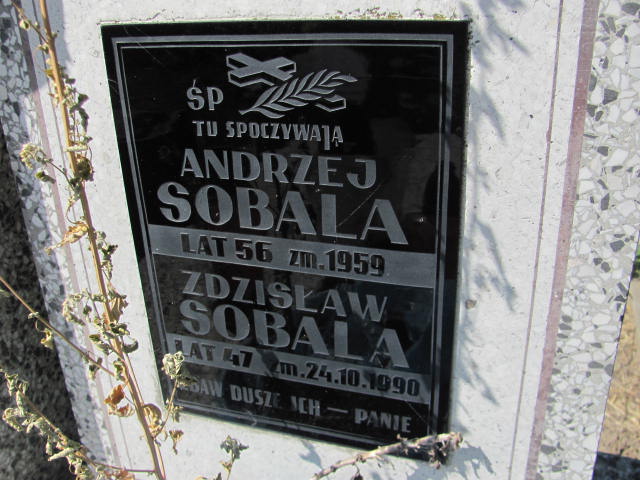 ŚP
TU SPOCZYWAJĄ
ANDRZEJ
SOBALA
LAT 56 zm. 1959
ZDZISŁAW
SOBALA
LAT 47 zm. 24.10.1990
DUSZE ICH — PANIE